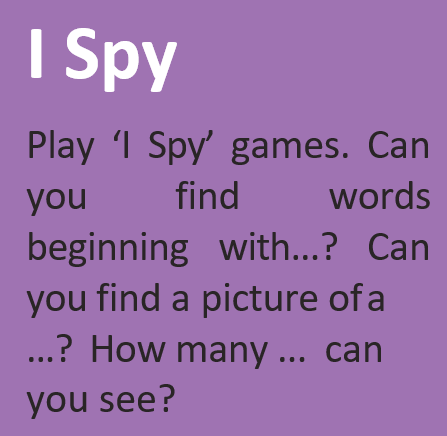 I Spy
Play ‘I Spy’ games. Can
you find words
beginning with...? Can
you find a picture of a
...? How many ... can
you see?